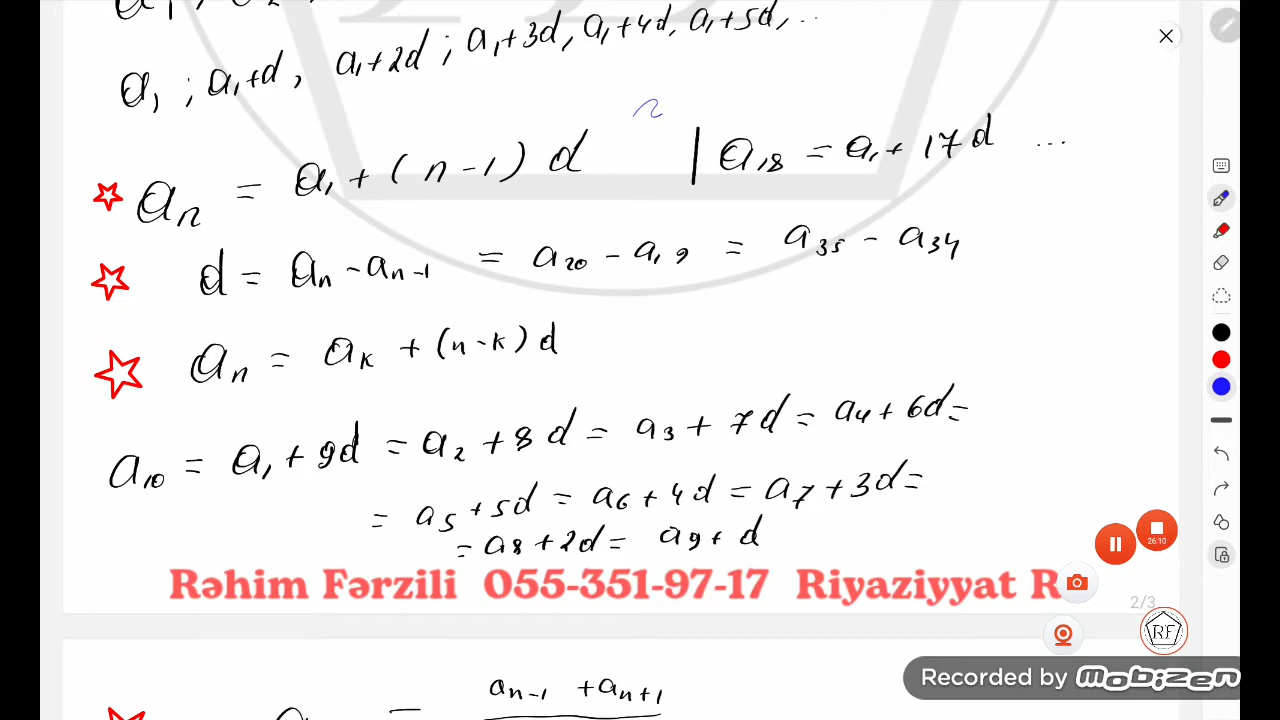 a₁ ; a₁+d, a₁+2d ; a₁+3d, a₁+4d, a₁+5d, ...
aₙ = a₁ + (n-1) d | a₁₈ = a₁ + 17d ...
d = aₙ - aₙ₋₁ = a₂₀ - a₁₉ = a₃₅ - a₃₄
aₙ = aₖ + (n-k) d
a₁₀ = a₁ + 9d = a₂ + 8d = a₃ + 7d = a₄ + 6d =
= a₅ + 5d = a₆ + 4d = a₇ + 3d =
= a₈ + 2d = a₉ + d
26:10
Rəhim Fərzili 055-351-97-17 Riyaziyyat R
2/3
RF
Recorded by MOBIZEN
aₙ₋₁ + aₙ₊₁
=